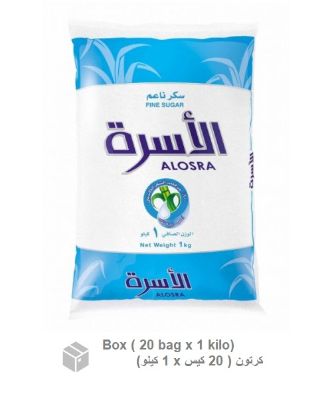 سكر ناعم
FINE SUGAR
الأسرة
ALOSRA
الوزن الصافي ١ كيلو
Net Weight 1kg
الأسرة
ALOSRA
Box ( 20 bag x 1 kilo)
كرتون ( 20 كيس x 1 كيلو)